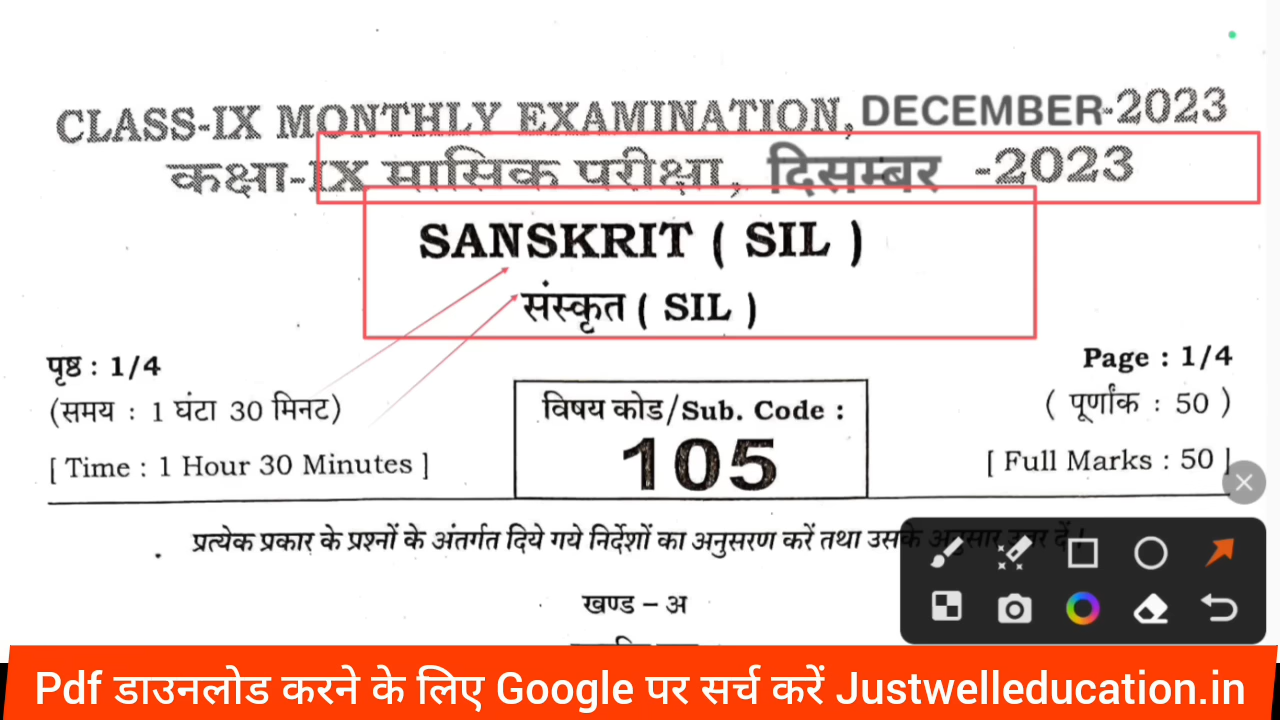 CLASS-IX MONTHLY EXAMINATION, DECEMBER-2023
कक्षा-IX मासिक परीक्षा, दिसम्बर -2023
SANSKRIT ( SIL )
संस्कृत ( SIL )
पृष्ठ : 1/4
Page : 1/4
(समय : 1 घंटा 30 मिनट)
विषय कोड/Sub. Code :
( पूर्णांक : 50 )
[ Time : 1 Hour 30 Minutes ]
105
[ Full Marks : 50 ]
प्रत्येक प्रकार के प्रश्नों के अंतर्गत दिये गये निर्देशों का अनुसरण करें तथा उसके अनुसार उत्तर दें ।
खण्ड – अ
Pdf डाउनलोड करने के लिए Google पर सर्च करें Justwelleducation.in